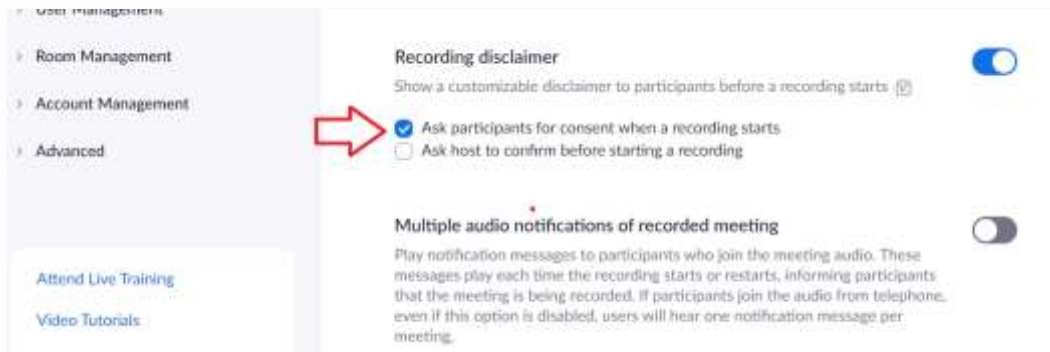 User Management
Room Management
Account Management
Advanced
Attend Live Training
Video Tutorials
Recording disclaimer
Show a customizable disclaimer to participants before a recording starts
Ask participants for consent when a recording starts
Ask host to confirm before starting a recording
Multiple audio notifications of recorded meeting
Play notification messages to participants who join the meeting audio. These
messages play each time the recording starts or restarts, informing participants
that the meeting is being recorded. If participants join the audio from telephone,
even if this option is disabled, users will hear one notification message per
meeting.